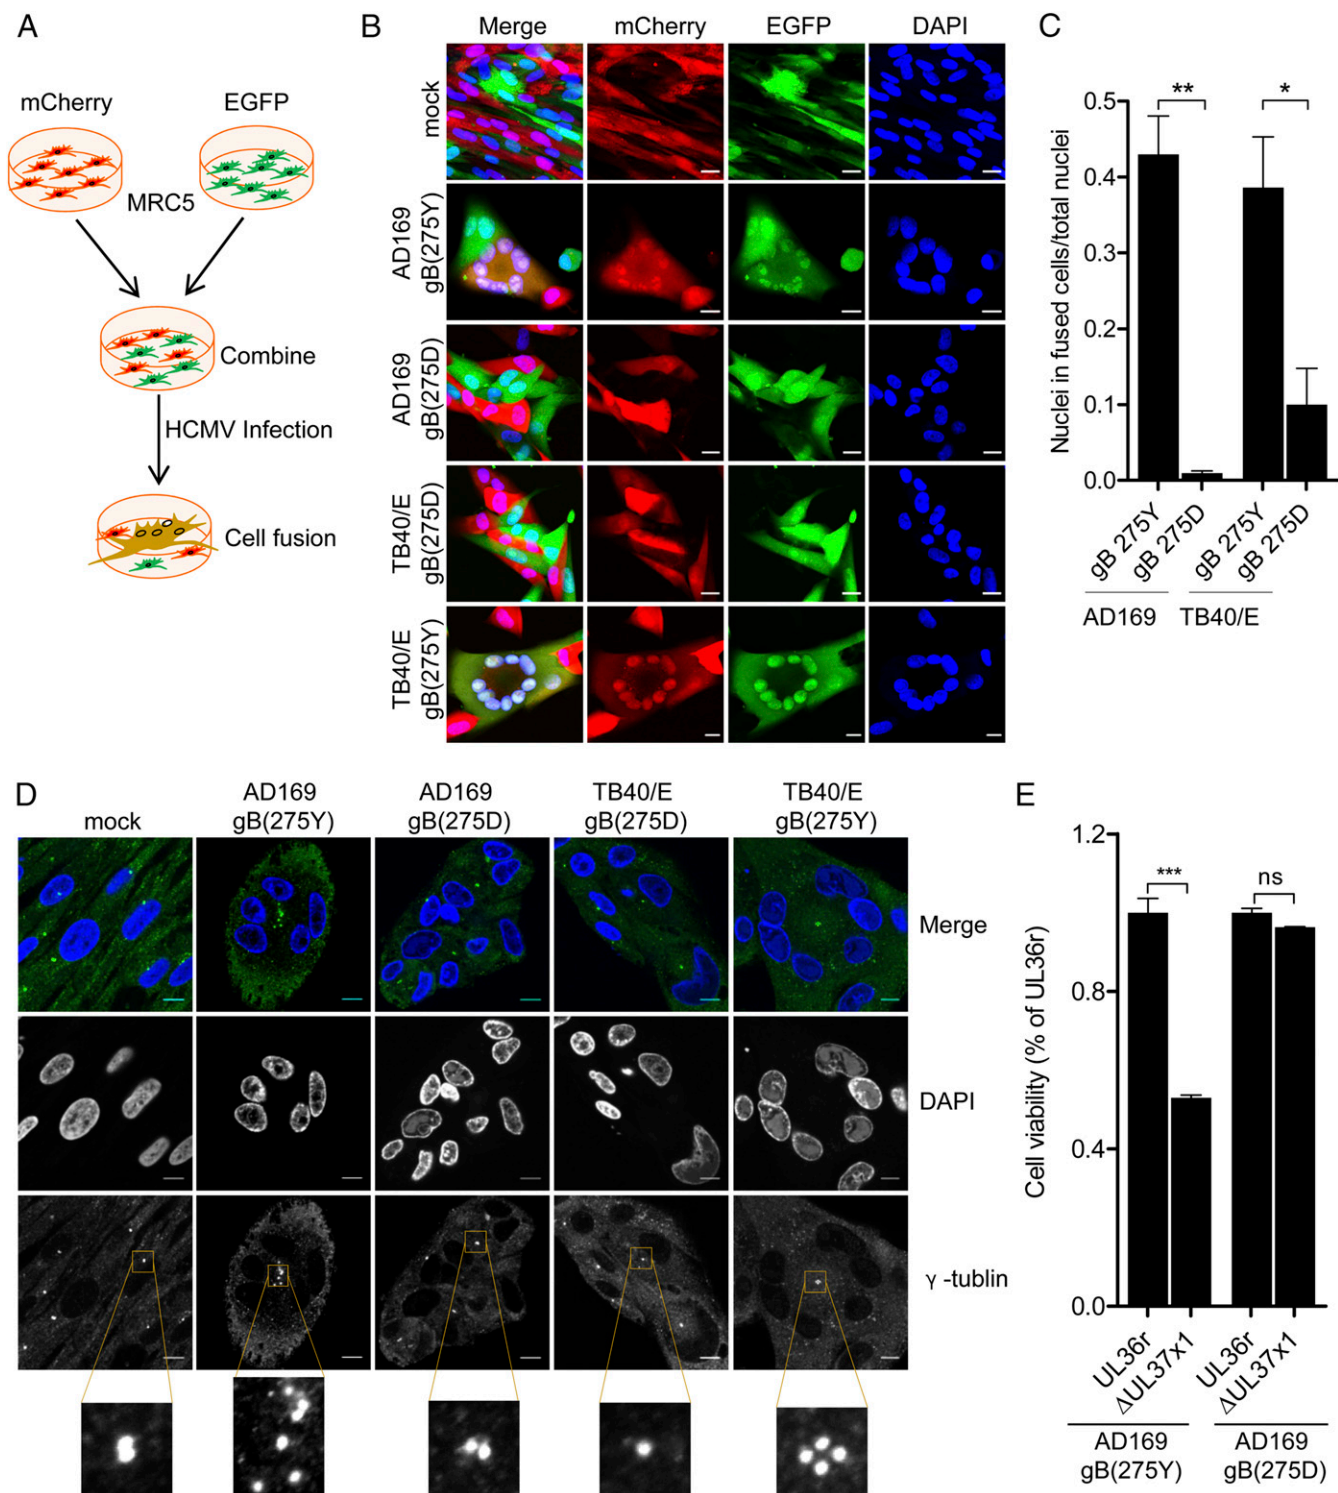 A
mCherry
EGFP
MRC5
Combine
HCMV Infection
Cell fusion
B
Merge
mCherry
EGFP
DAPI
mock
AD169
gB(275Y)
AD169
gB(275D)
TB40/E
gB(275D)
TB40/E
gB(275Y)
C
Nuclei in fused cells/total nuclei
0.5
0.4
0.3
0.2
0.1
0.0
**
*
gB 275Y
gB 275D
gB 275Y
gB 275D
AD169
TB40/E
D
mock
AD169
gB(275Y)
AD169
gB(275D)
TB40/E
gB(275D)
TB40/E
gB(275Y)
Merge
DAPI
γ -tublin
E
Cell viability (% of UL36r)
1.2
0.8
0.4
0.0
***
ns
UL36r
ΔUL37x1
UL36r
ΔUL37x1
AD169
gB(275Y)
AD169
gB(275D)